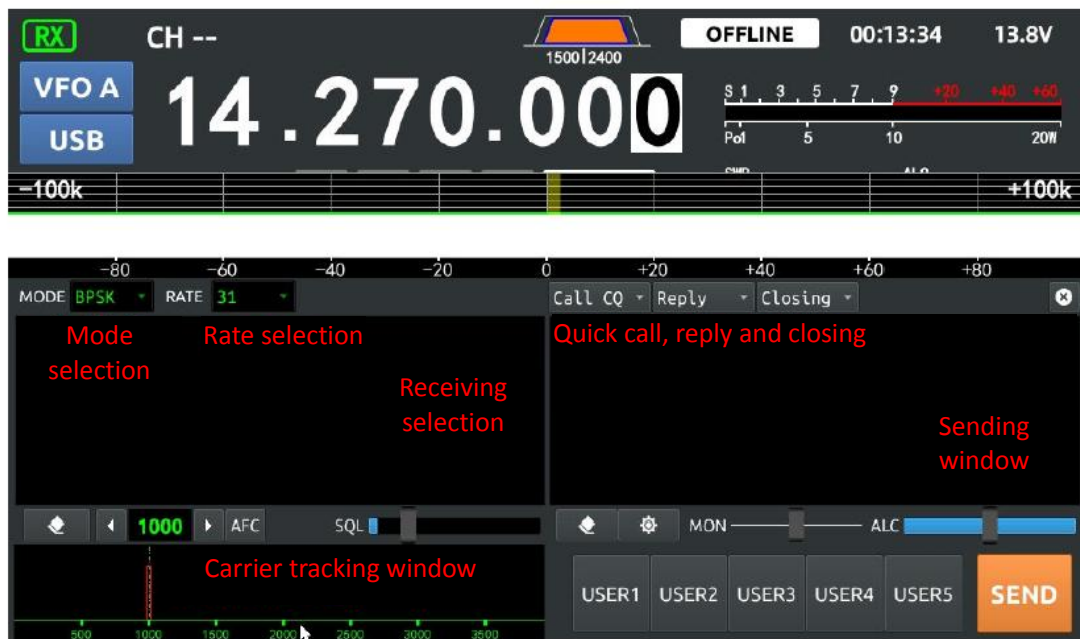 RX CH -- OFFLINE 00:13:34 13.8V
1500|2400
VFO A 14.270.000 S 1 . 3 . 5 . 7 . 9 +20 +40 +60
USB Po1 5 10 20W
-100k +100k
-80 -60 -40 -20 0 +20 +40 +60 +80
MODE BPSK RATE 31 Call CQ Reply Closing
Mode selection
Rate selection
Quick call, reply and closing
Receiving selection
Sending window
1000 AFC SQL MON ALC
Carrier tracking window
USER1 USER2 USER3 USER4 USER5 SEND
500 1000 1500 2000 2500 3000 3500